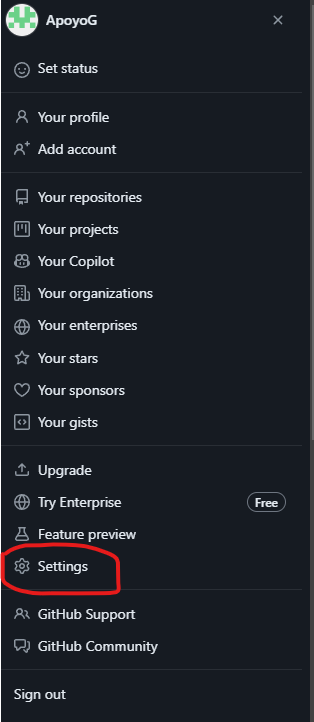 ApoyoG
Set status
Your profile
Add account
Your repositories
Your projects
Your Copilot
Your organizations
Your enterprises
Your stars
Your sponsors
Your gists
Upgrade
Try Enterprise Free
Feature preview
Settings
GitHub Support
GitHub Community
Sign out